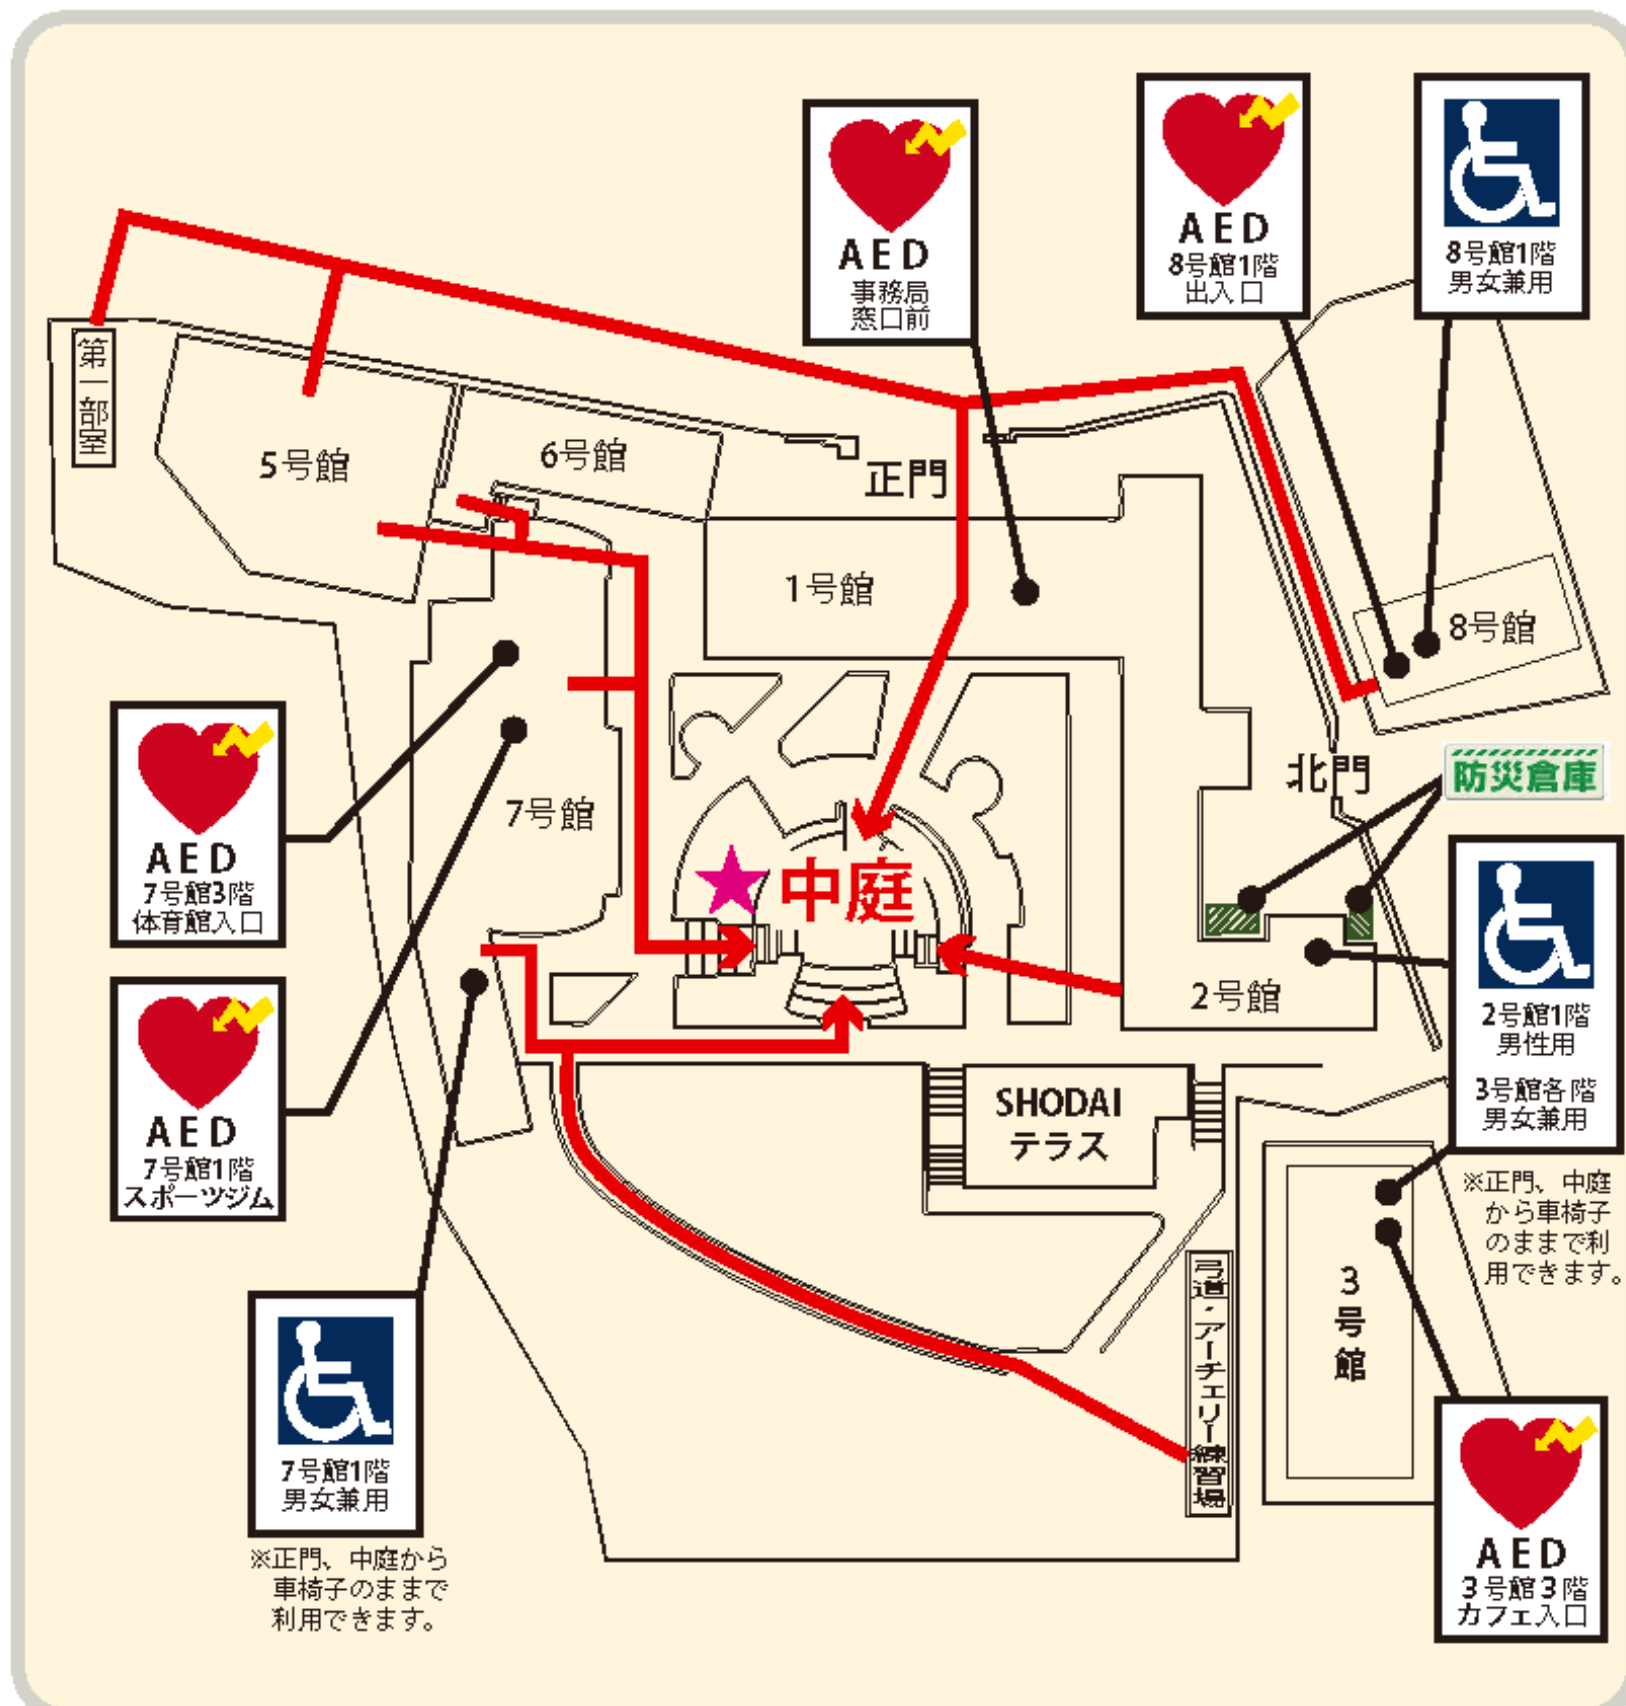 AED
事務局
窓口前
AED
8号館1階
出入口
8号館1階
男女兼用
第一部室
5号館
6号館
正門
1号館
8号館
北門
防災倉庫
AED
7号館3階
体育館入口
7号館
中庭
2号館
2号館1階
男性用
3号館各階
男女兼用
※正門、中庭
から車椅子
のままで利
用できます。
AED
7号館1階
スポーツジム
SHODAI
テラス
弓道・アーチェリー練習場
3号館
7号館1階
男女兼用
※正門、中庭から
車椅子のままで
利用できます。
AED
3号館3階
カフェ入口